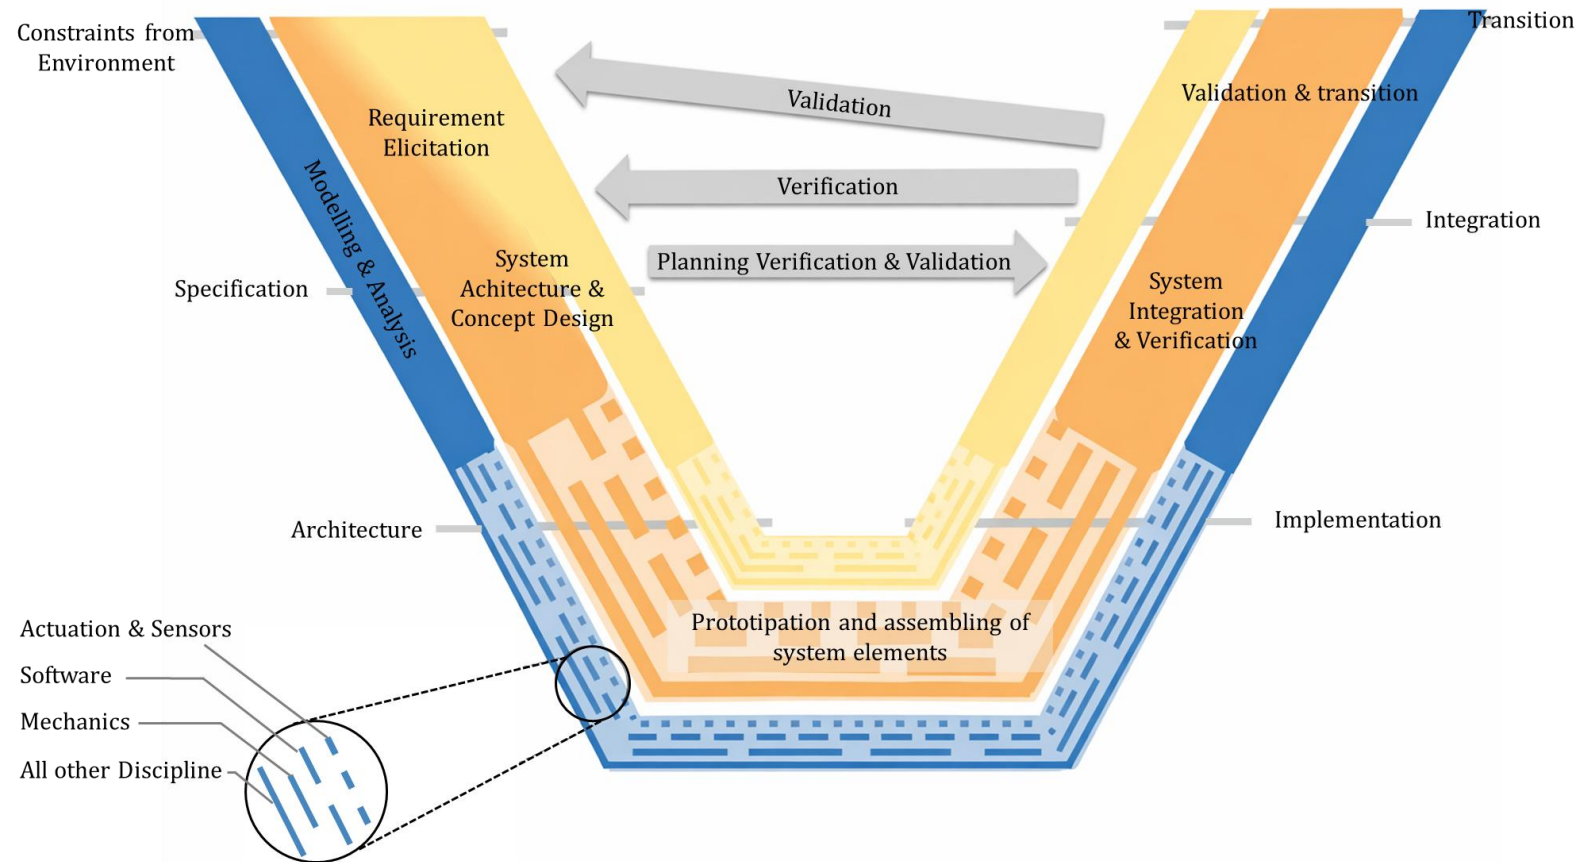 Constraints from
Environment
Transition
Validation & transition
Validation
Requirement
Elicitation
Modelling & Analysis
Verification
Integration
System
Achitecture &
Concept Design
Planning Verification & Validation
Specification
System
Integration
& Verification
Architecture
Implementation
Prototipation and assembling of
system elements
Actuation & Sensors
Software
Mechanics
All other Discipline